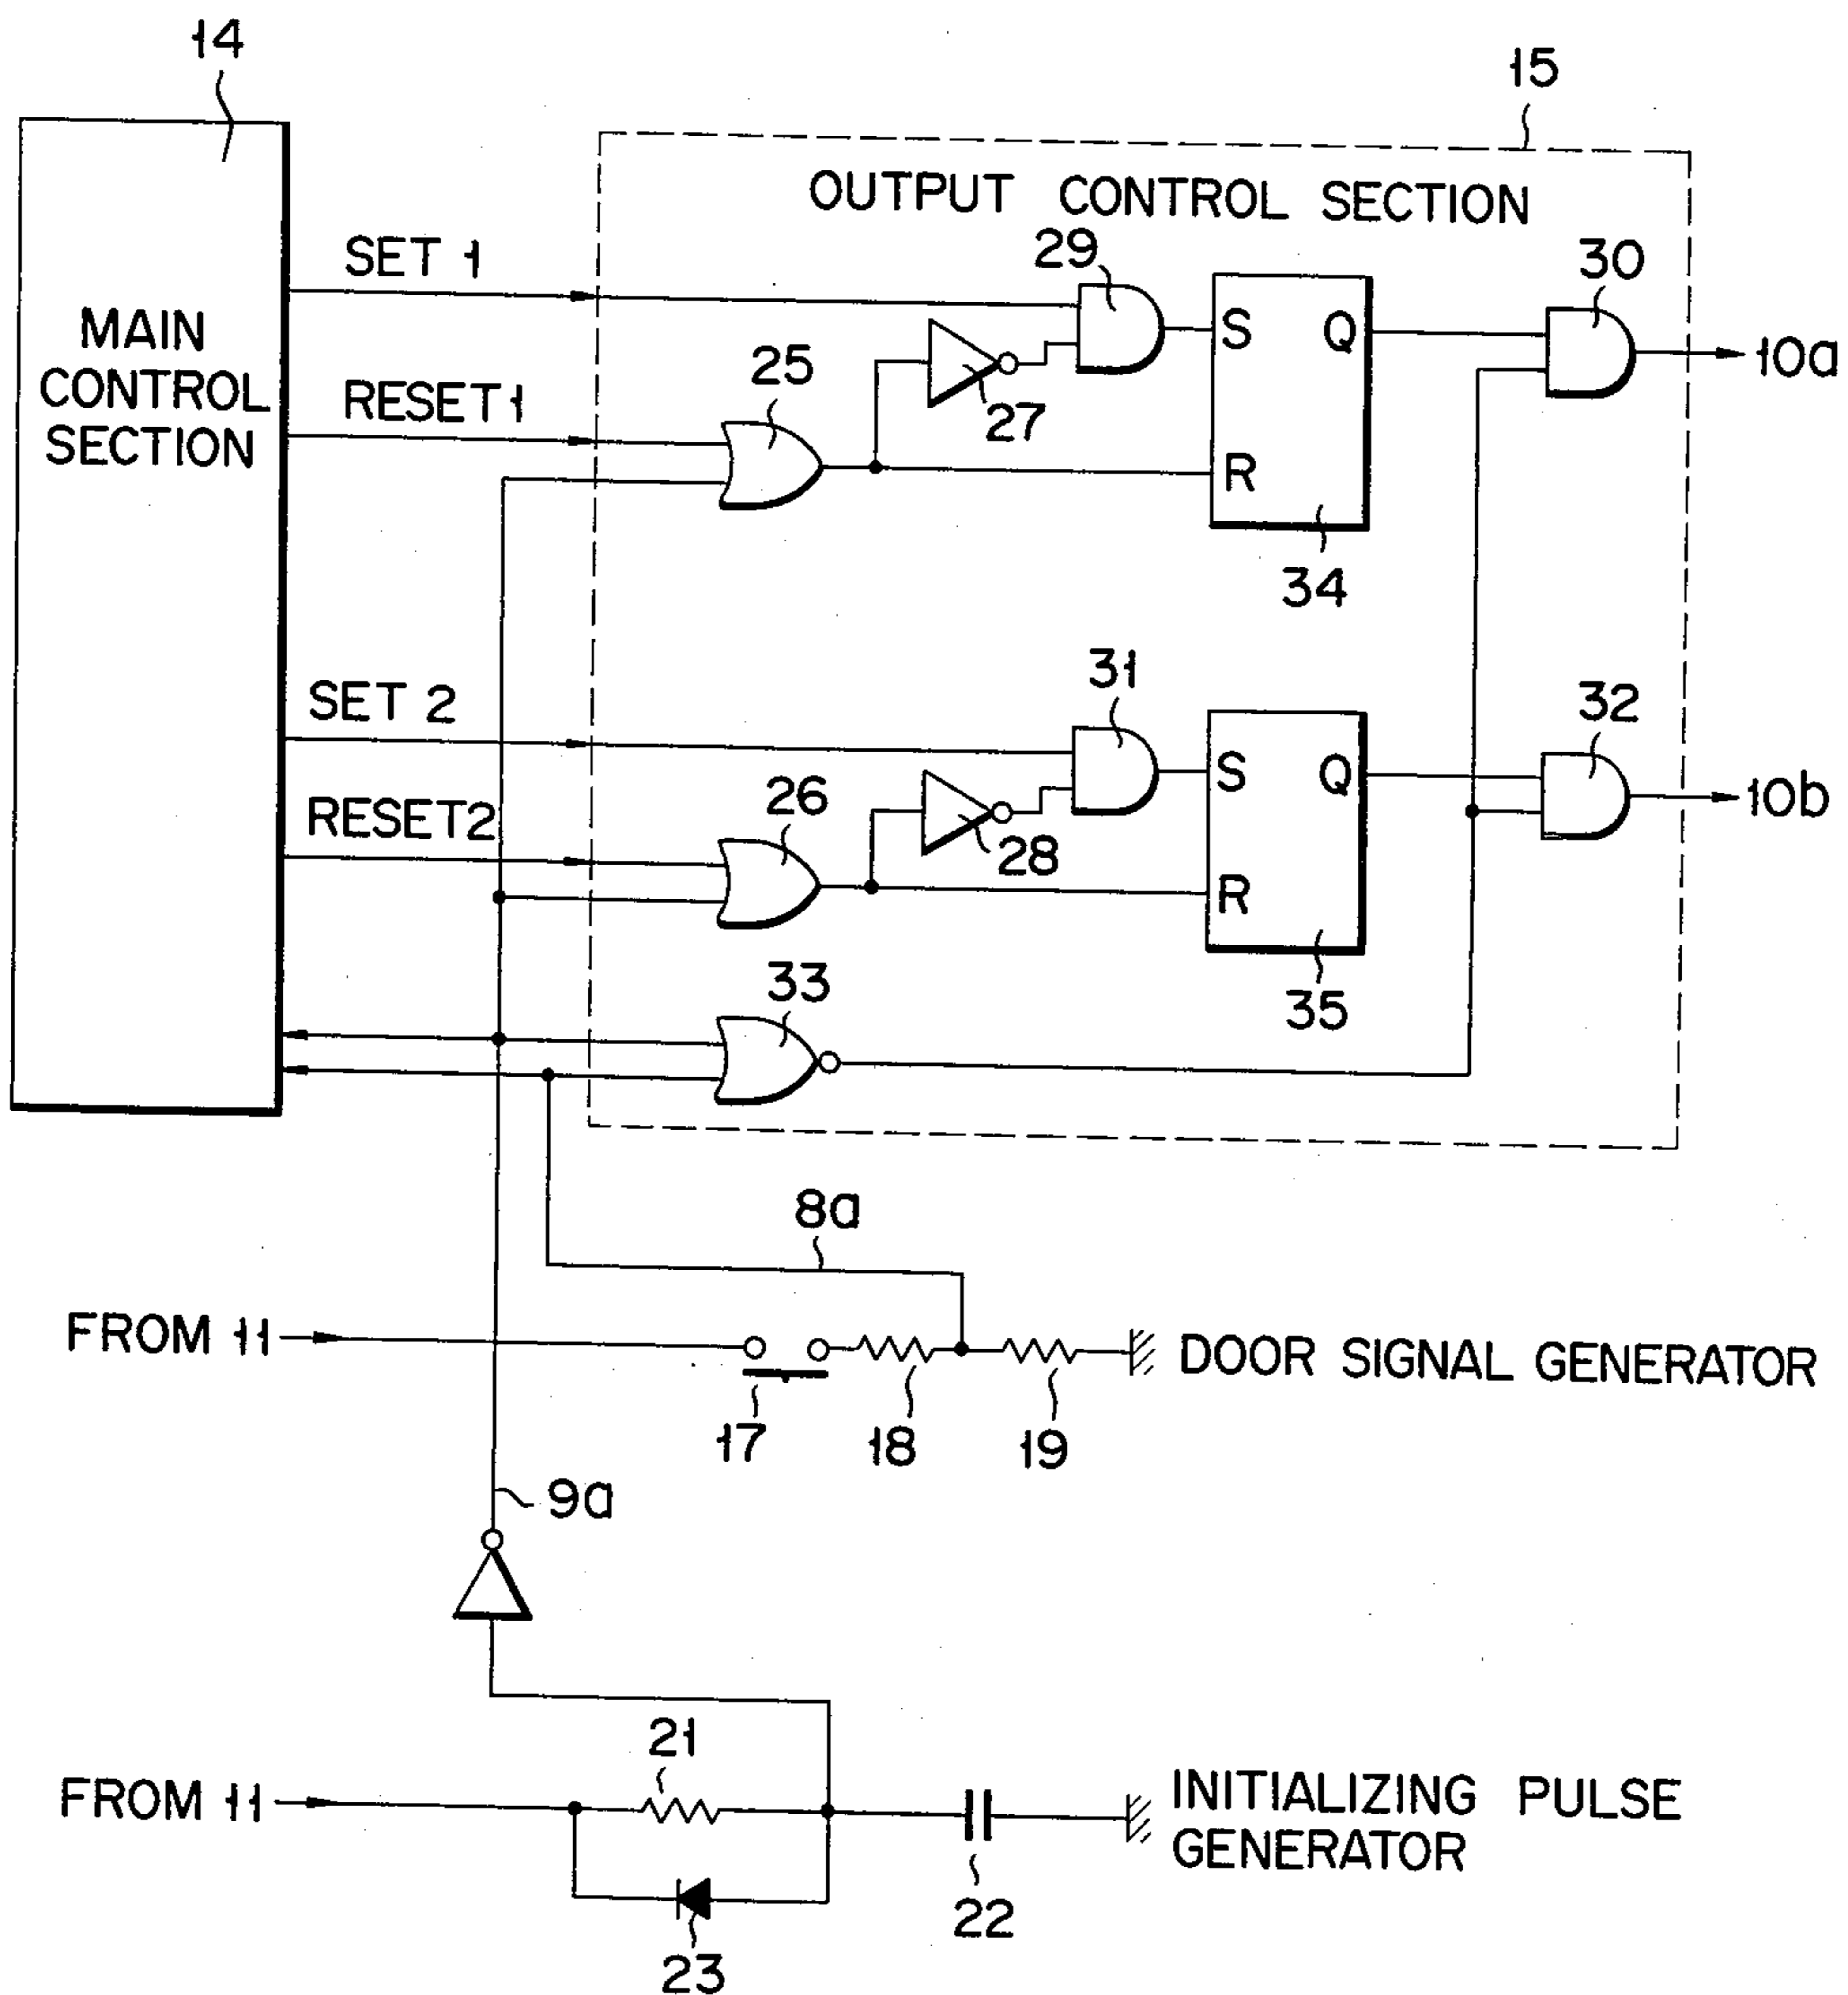 14
15
OUTPUT CONTROL SECTION
SET 1
29
30
MAIN
CONTROL
SECTION
S
Q
10a
25
27
RESET1
R
34
SET 2
31
32
S
Q
10b
26
28
RESET2
R
33
35
8a
FROM 11
DOOR SIGNAL GENERATOR
17
18
19
9a
21
FROM 11
INITIALIZING PULSE
GENERATOR
22
23